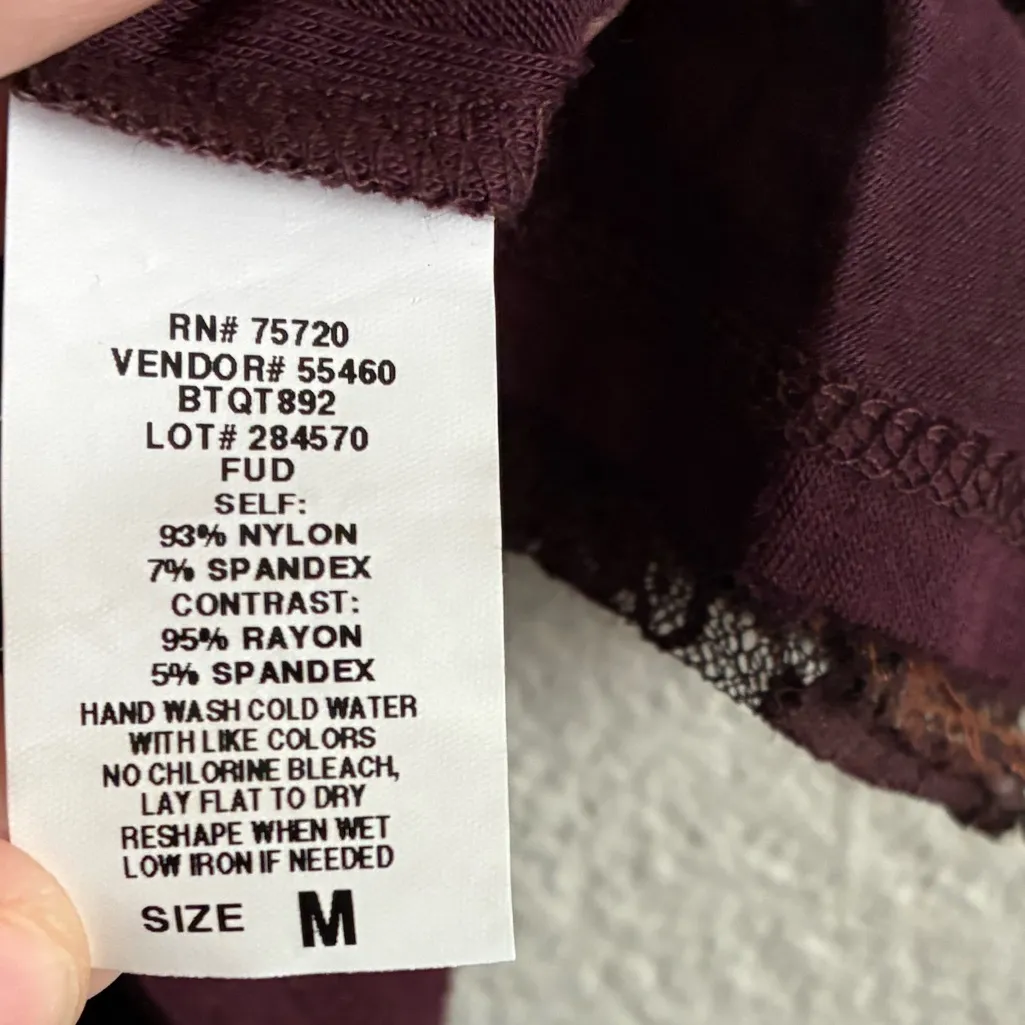 RN# 75720
VENDOR# 55460
BTQT892
LOT# 284570
FUD
SELF:
93% NYLON
7% SPANDEX
CONTRAST:
95% RAYON
5% SPANDEX
HAND WASH COLD WATER
WITH LIKE COLORS
NO CHLORINE BLEACH,
LAY FLAT TO DRY
RESHAPE WHEN WET
LOW IRON IF NEEDED
SIZE M